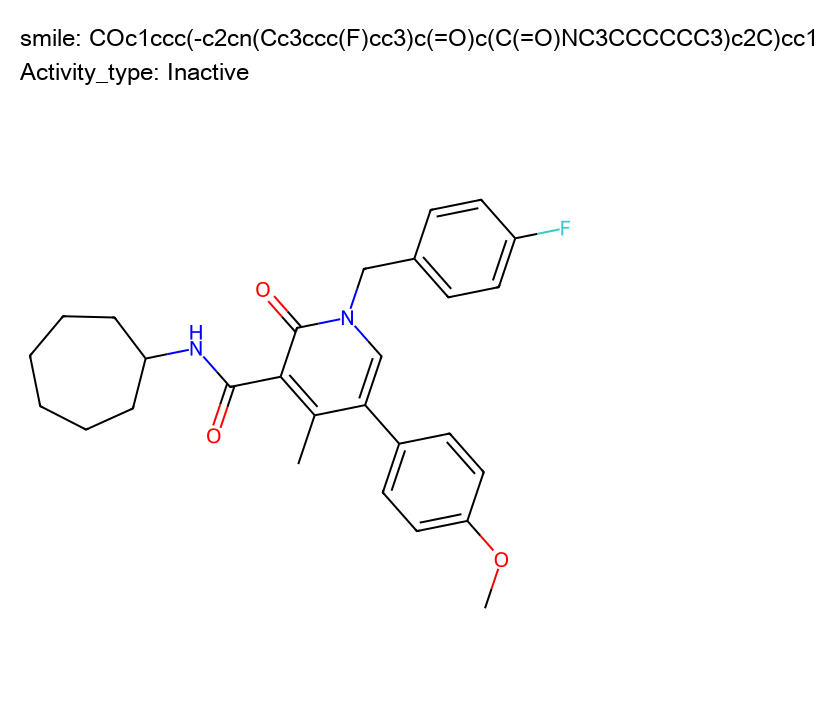 smile: COc1ccc(-c2cn(Cc3ccc(F)cc3)c(=O)c(C(=O)NC3CCCCCC3)c2C)cc1
Activity_type: Inactive
F
O
N
H
N
O
O